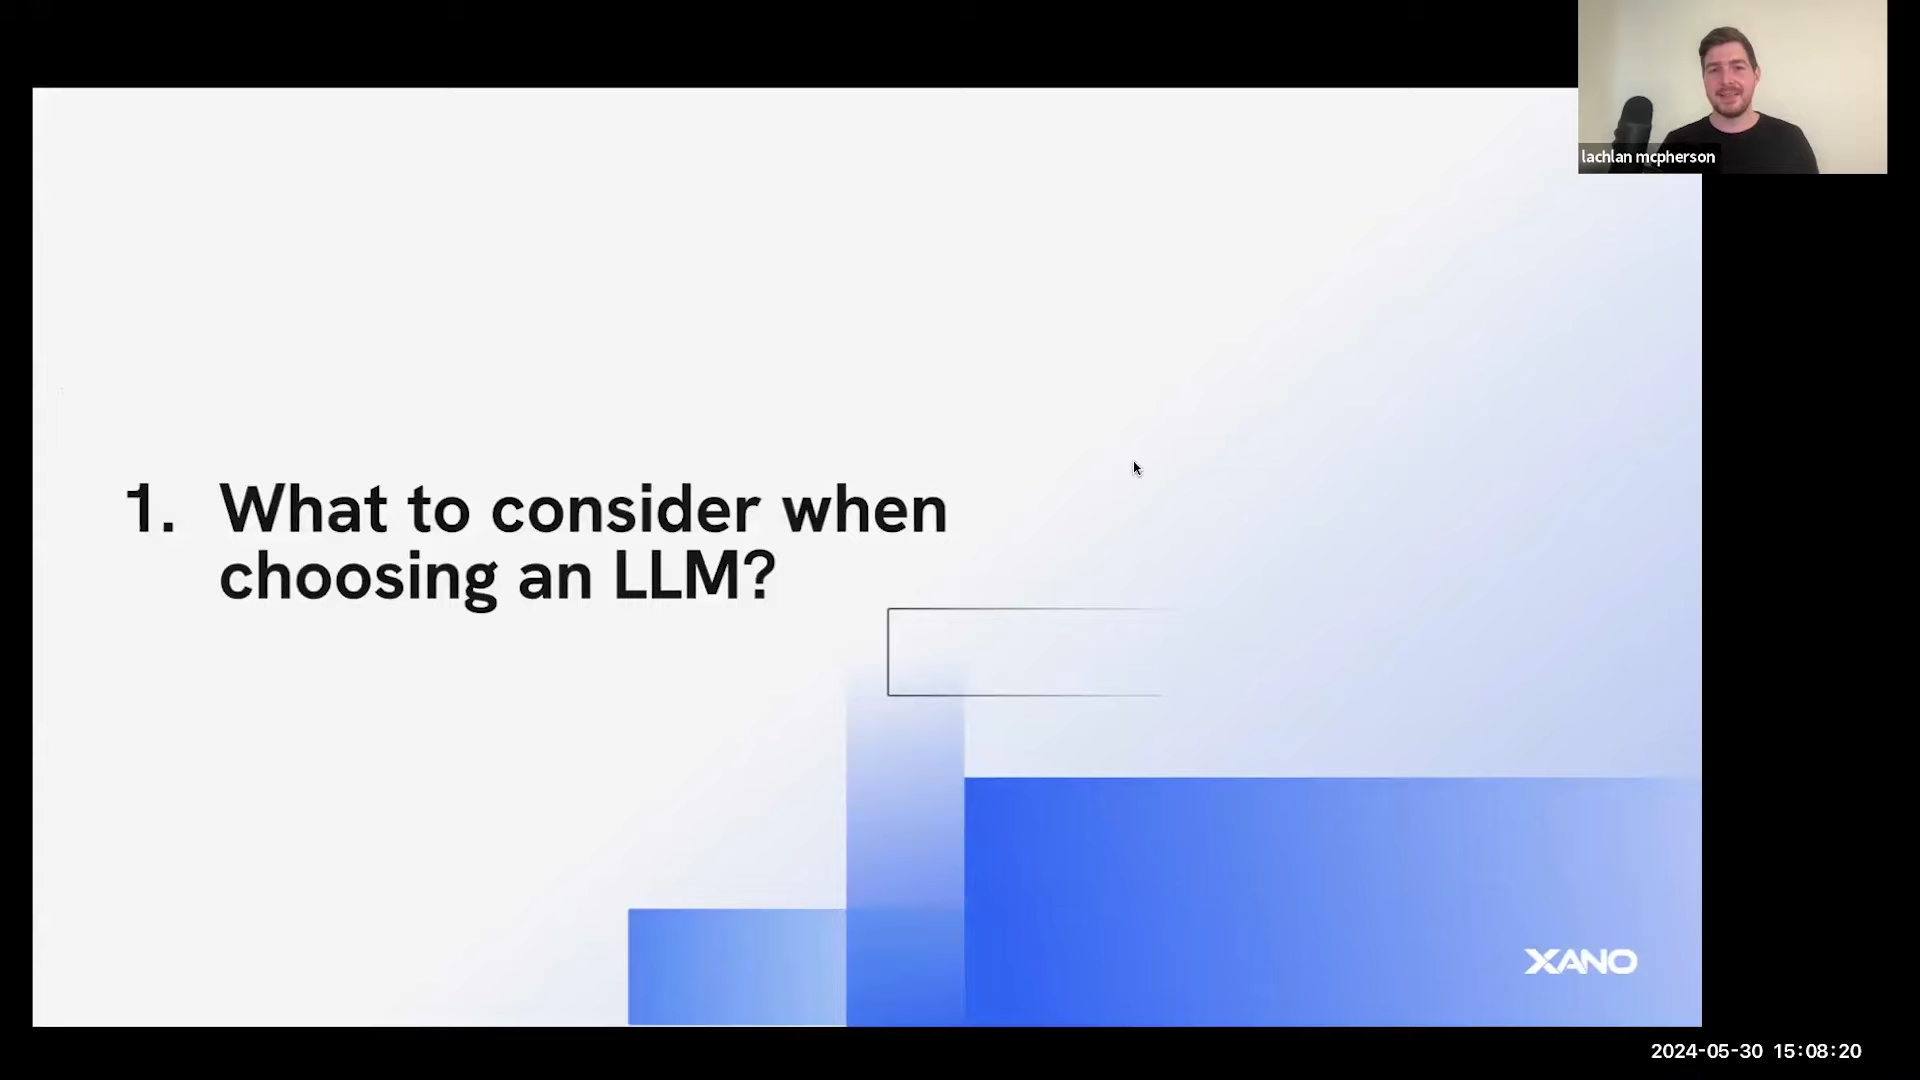 lachlan mcpherson
1. What to consider when
choosing an LLM?
XANO
2024-05-30 15:08:20